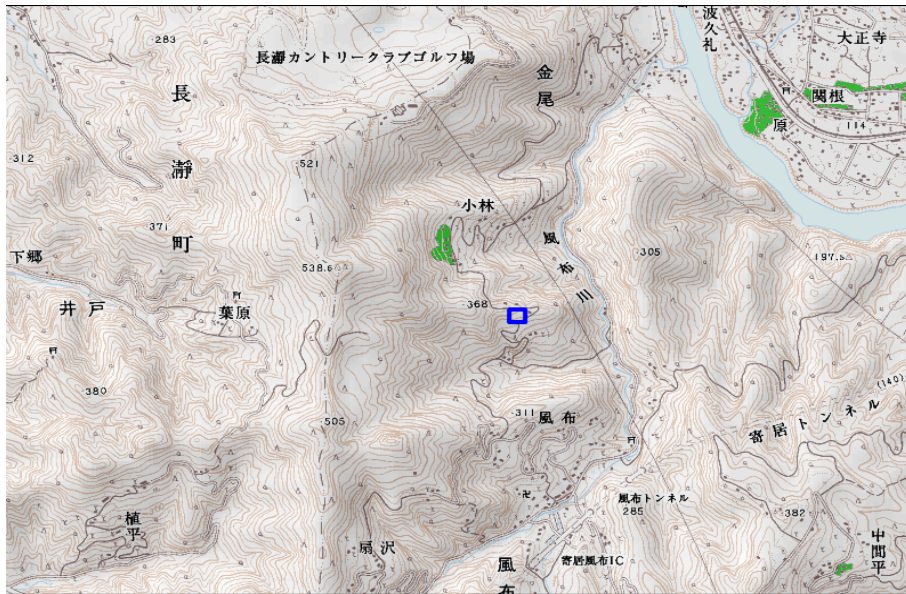 波久礼
大正寺
283
長瀞カントリークラブゴルフ場
金尾
長瀞町
関根
原
114
312
521
小林
371
風布川
305
197.5
下郷
538.6
井戸
葉原
368
380
505
311
風布
(140)
寄居トンネル
風布トンネル
285
382
植平
扇沢
寄居風布IC
風布
中間平